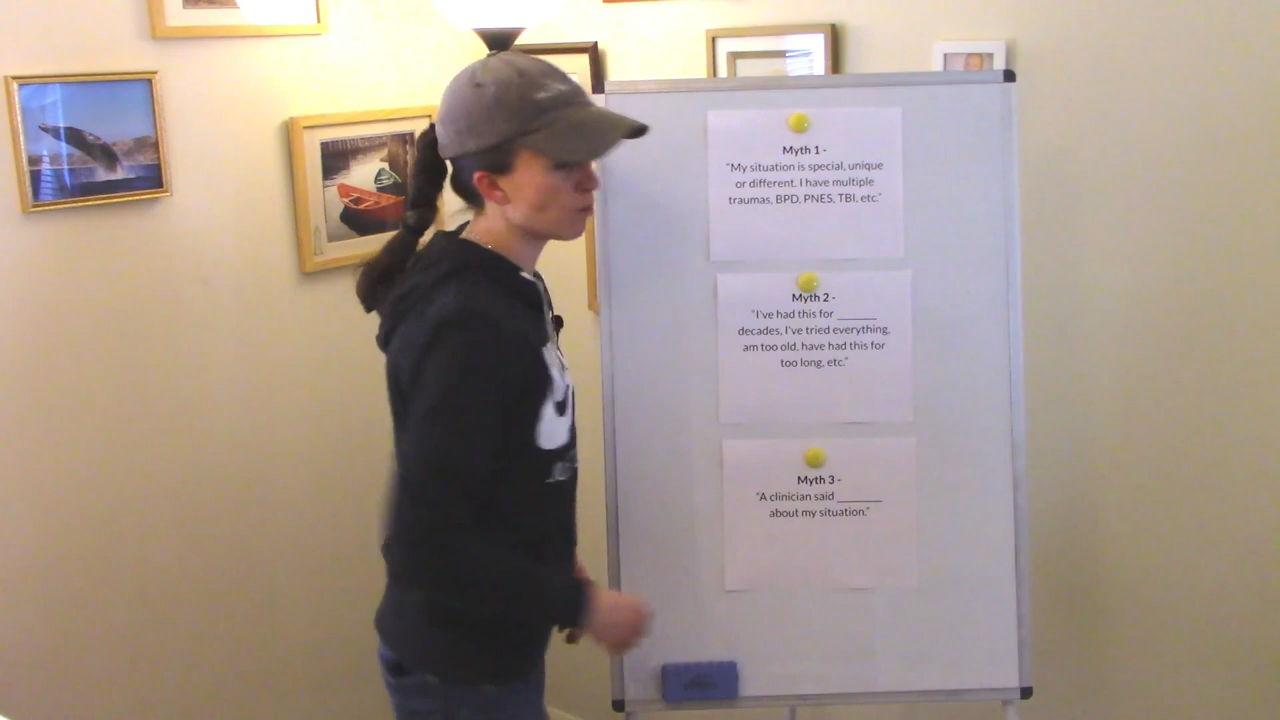 Myth 1 -
"My situation is special, unique
or different. I have multiple
traumas, BPD, PNES, TBI, etc."
Myth 2 -
"I've had this for ______
decades, I've tried everything,
am too old, have had this for
too long, etc."
Myth 3 -
"A clinician said _______
about my situation."